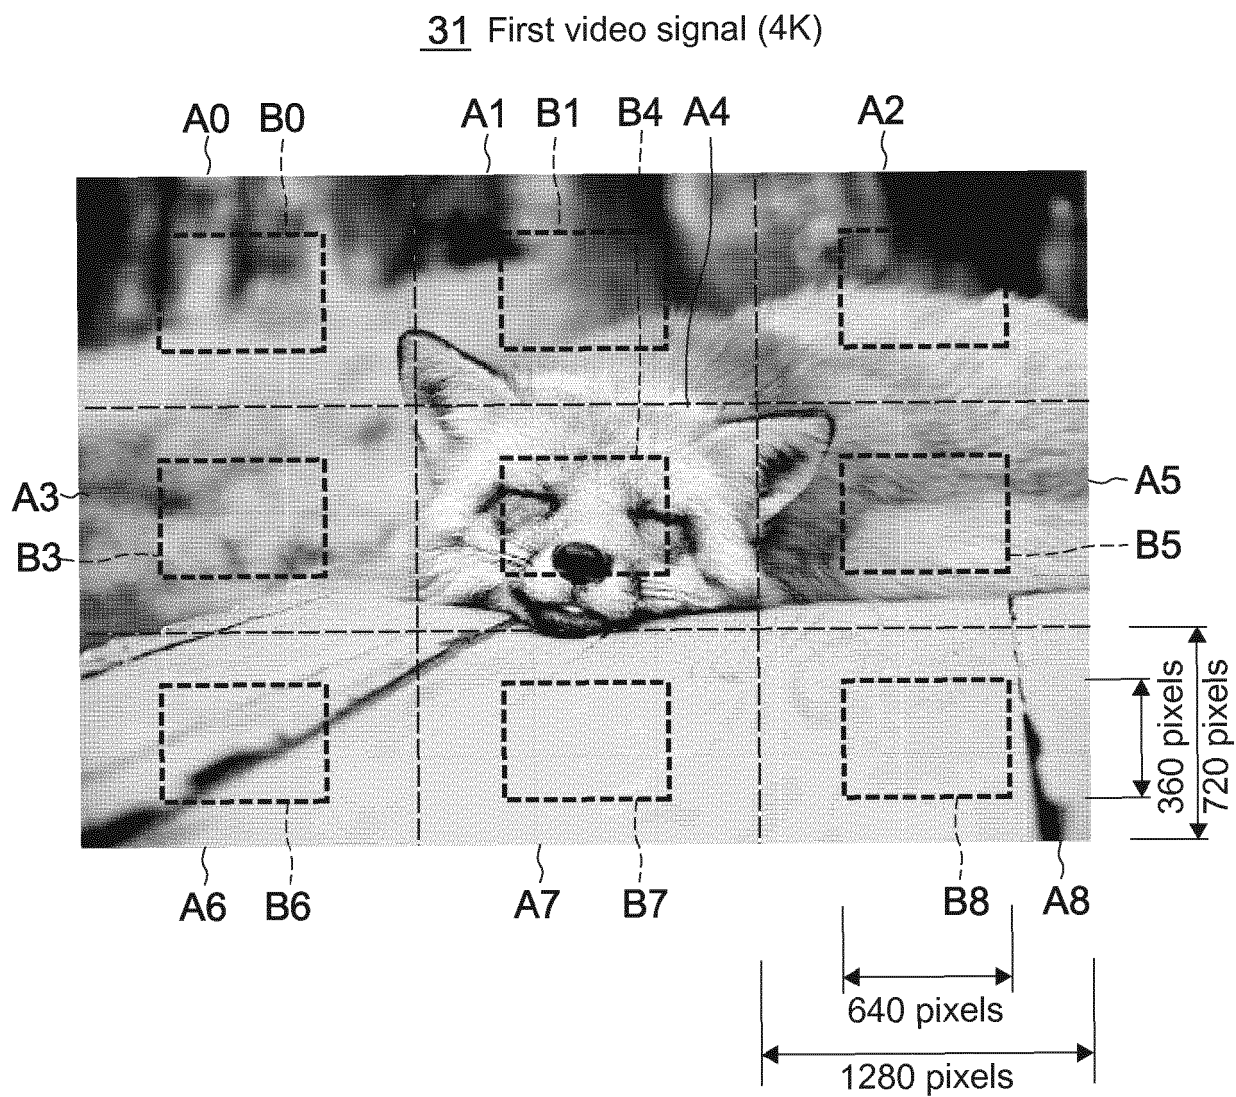 31 First video signal (4K)
A0 B0 A1 B1 B4 A4 A2
A3
A5
B3
B5
360 pixels
720 pixels
A6 B6 A7 B7 B8 A8
640 pixels
1280 pixels